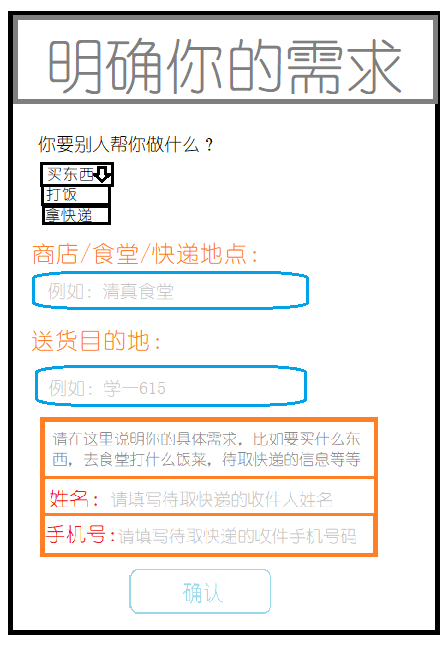 明确你的需求
你要别人帮你做什么？
买东西
打饭
拿快递
商店/食堂/快递地点：
例如：清真食堂
送货目的地：
例如：学一615
请在这里说明你的具体需求，比如要买什么东
西，去食堂打什么饭菜，待取快递的信息等等
姓名：请填写待取快递的收件人姓名
手机号：请填写待取快递的收件手机号码
确认